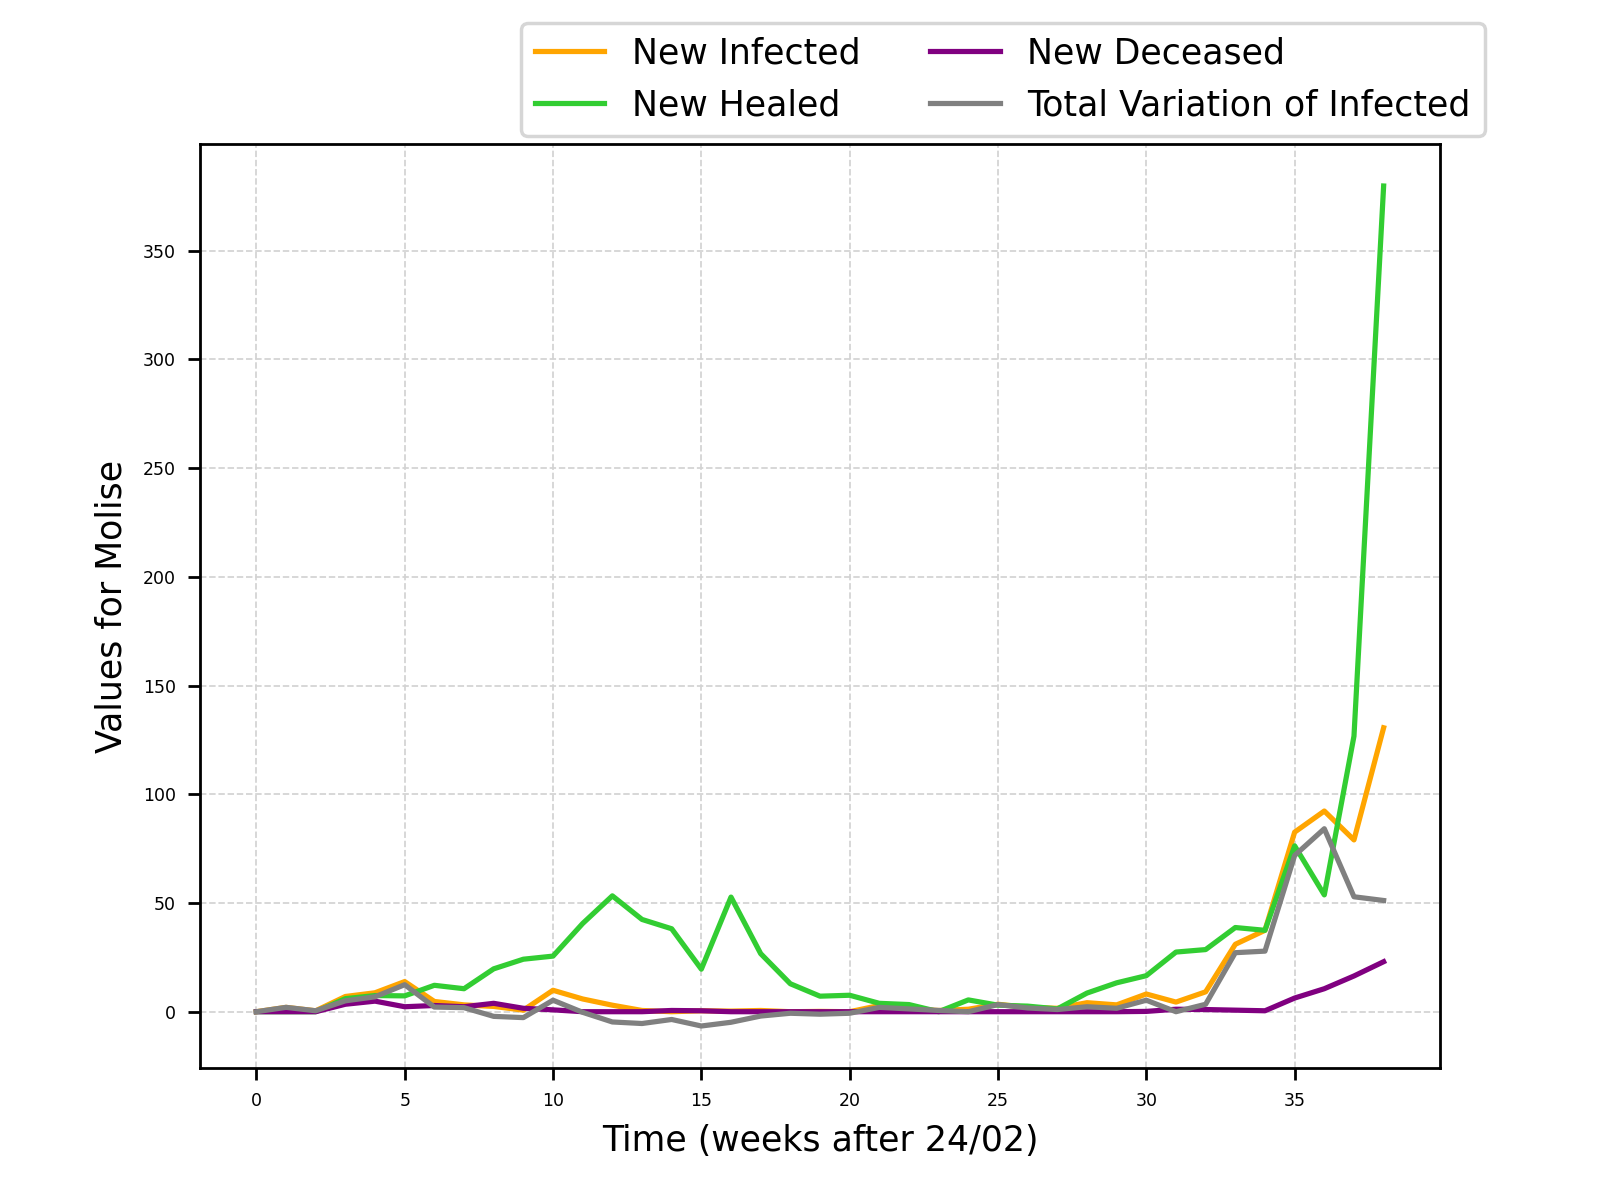 New Infected
New Healed
New Deceased
Total Variation of Infected
350
300
250
200
150
100
50
0
Values for Molise
0 5 10 15 20 25 30 35
Time (weeks after 24/02)